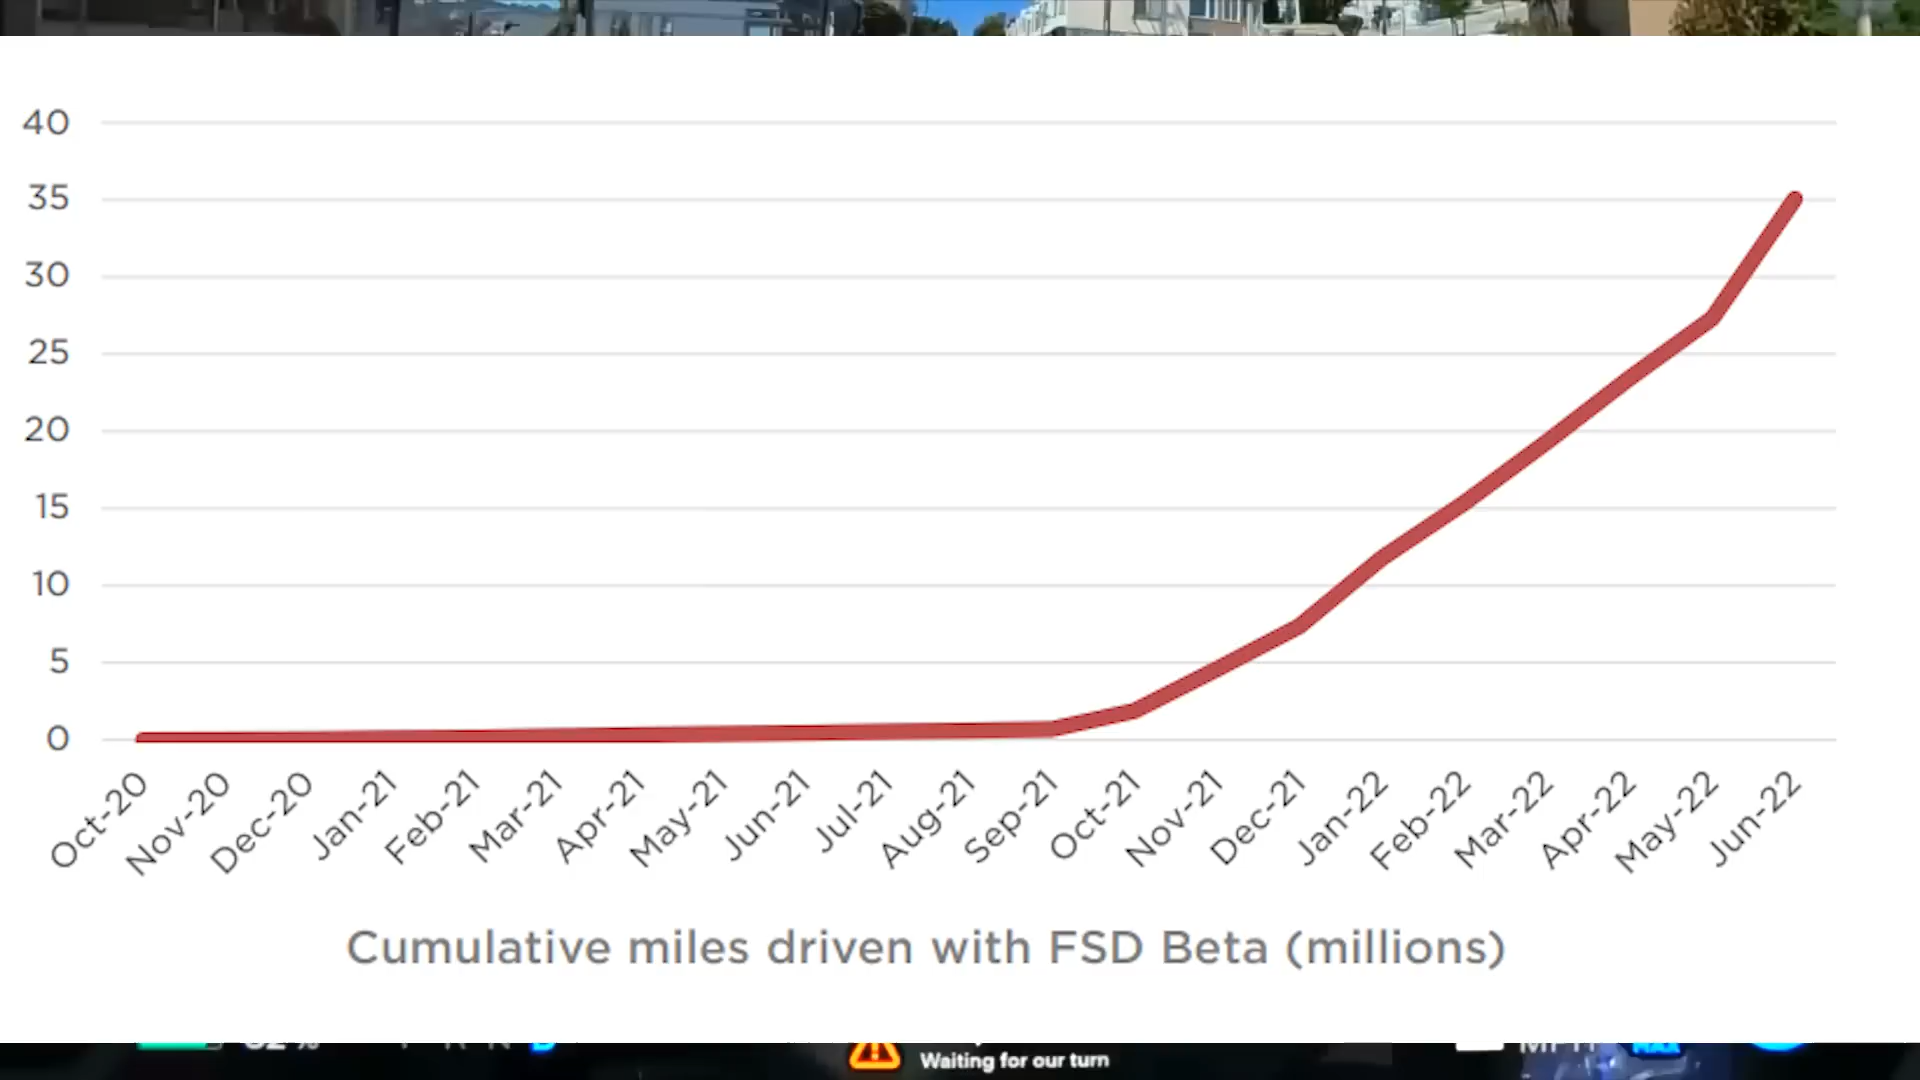 40
35
30
25
20
15
10
5
0
Oct-20
Nov-20
Dec-20
Jan-21
Feb-21
Mar-21
Apr-21
May-21
Jun-21
Jul-21
Aug-21
Sep-21
Oct-21
Nov-21
Dec-21
Jan-22
Feb-22
Mar-22
Apr-22
May-22
Jun-22
Cumulative miles driven with FSD Beta (millions)
Waiting for our turn
MPH
MAX